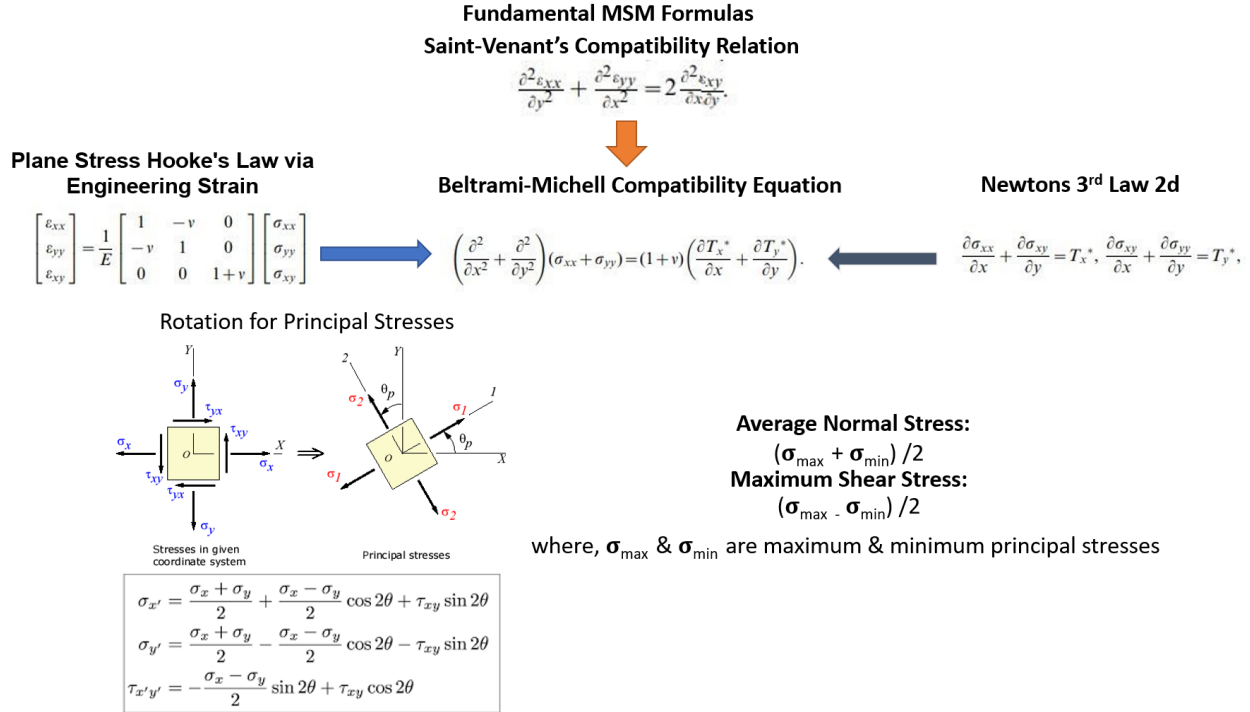 Fundamental MSM Formulas
Saint-Venant's Compatibility Relation
∂²εxx/∂y² + ∂²εyy/∂x² = 2 ∂²εxy/∂x∂y.
Plane Stress Hooke's Law via
Engineering Strain
[εxx εyy εxy] = 1/E [1 −ν 0; −ν 1 0; 0 0 1+ν] [σxx σyy σxy]
Beltrami-Michell Compatibility Equation
(∂²/∂x² + ∂²/∂y²)(σxx+σyy)=(1+ν)(∂Tx*/∂x + ∂Ty*/∂y).
Newtons 3rd Law 2d
∂σxx/∂x + ∂σxy/∂y = Tx*, ∂σxy/∂x + ∂σyy/∂y = Ty*,
Rotation for Principal Stresses
Y
σy
τyx
τxy
σx
X
O
σx
τxy
τyx
σy
Stresses in given
coordinate system
2
Y
1
θp
σ2
σ1
θp
O
X
σ1
σ2
Principal stresses
σx′ = (σx + σy)/2 + (σx − σy)/2 cos 2θ + τxy sin 2θ
σy′ = (σx + σy)/2 − (σx − σy)/2 cos 2θ − τxy sin 2θ
τx′y′ = −(σx − σy)/2 sin 2θ + τxy cos 2θ
Average Normal Stress:
(σmax + σmin) /2
Maximum Shear Stress:
(σmax - σmin) /2
where, σmax & σmin are maximum & minimum principal stresses